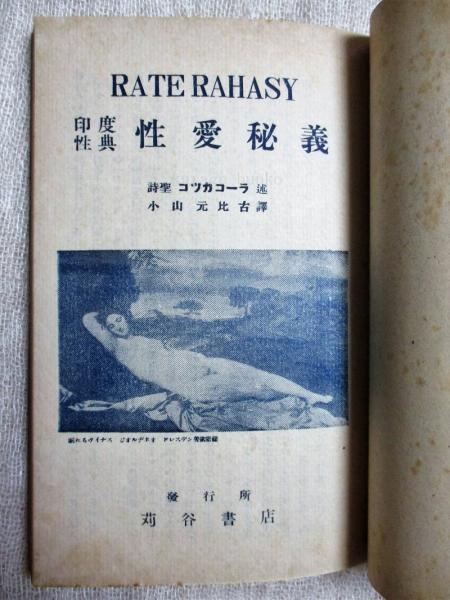 RATE RAHASY
印度性典 性愛秘義
詩聖 コツカコーラ 述
小山元比古譯
眠れるヴイナス ジオルヂオネ ドレスデン美術館藏
發行所
苅谷書店